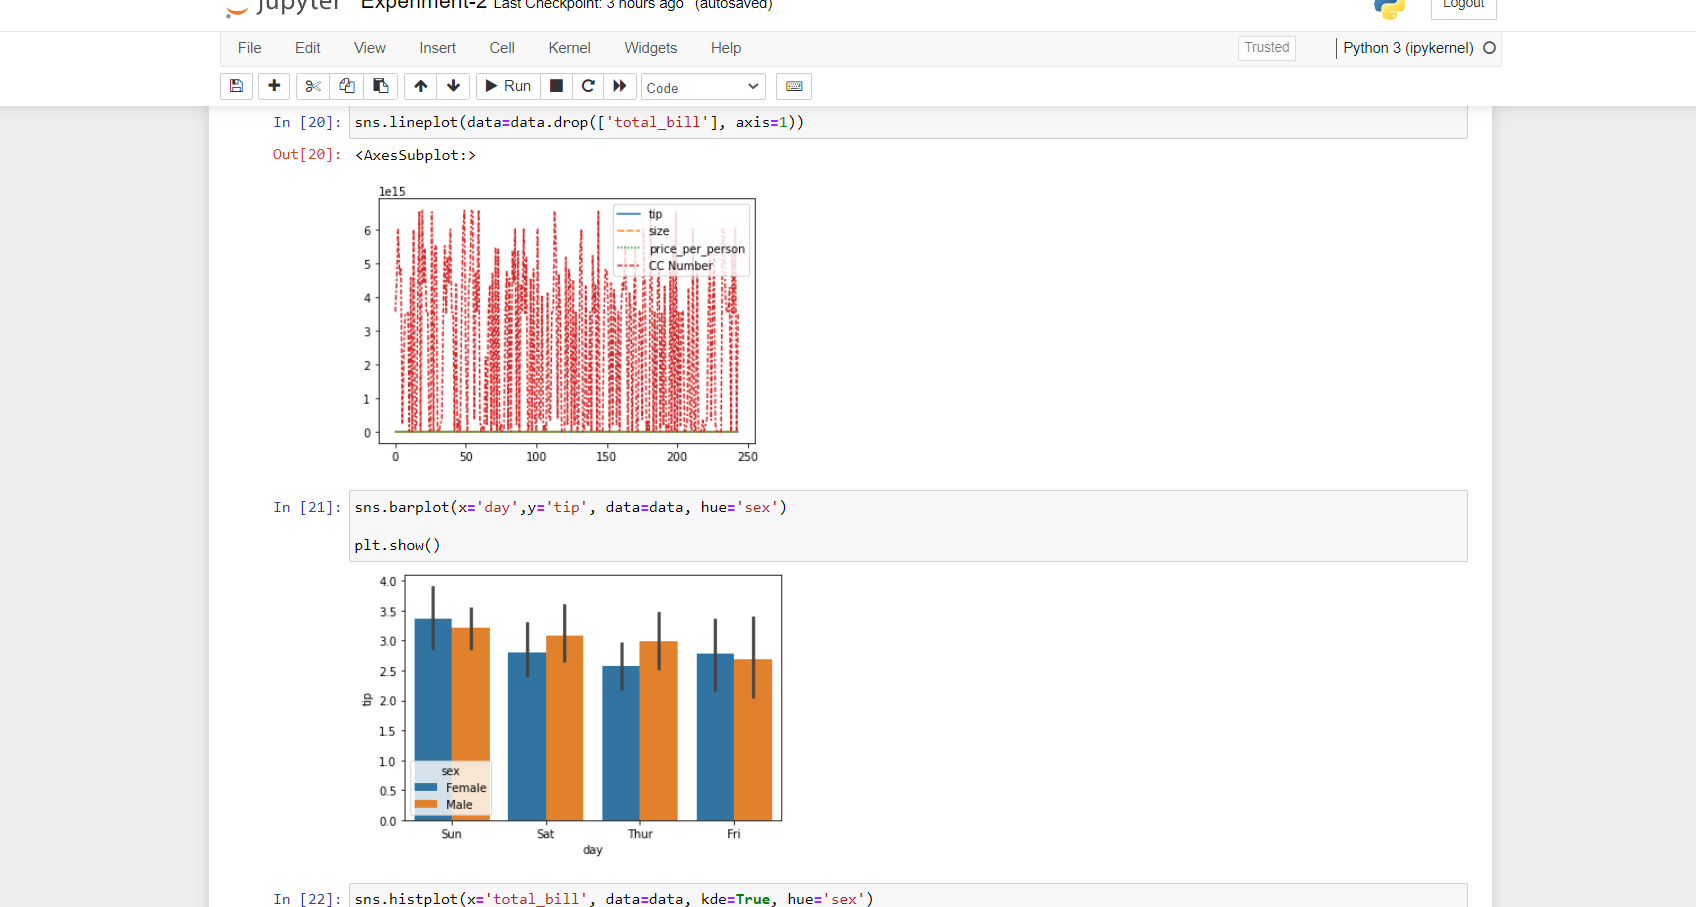 jupyter Experiment-2 Last Checkpoint: 3 hours ago (autosaved) Logout
File Edit View Insert Cell Kernel Widgets Help Trusted Python 3 (ipykernel)
Run Code
In [20]: sns.lineplot(data=data.drop(['total_bill'], axis=1))
Out[20]: <AxesSubplot:>
1e15
tip
size
price_per_person
CC Number
6
5
4
3
2
1
0
0 50 100 150 200 250
In [21]: sns.barplot(x='day',y='tip', data=data, hue='sex')
plt.show()
4.0
3.5
3.0
2.5
2.0
1.5
1.0
0.5
0.0
tip
sex
Female
Male
Sun Sat Thur Fri
day
In [22]: sns.histplot(x='total_bill', data=data, kde=True, hue='sex')